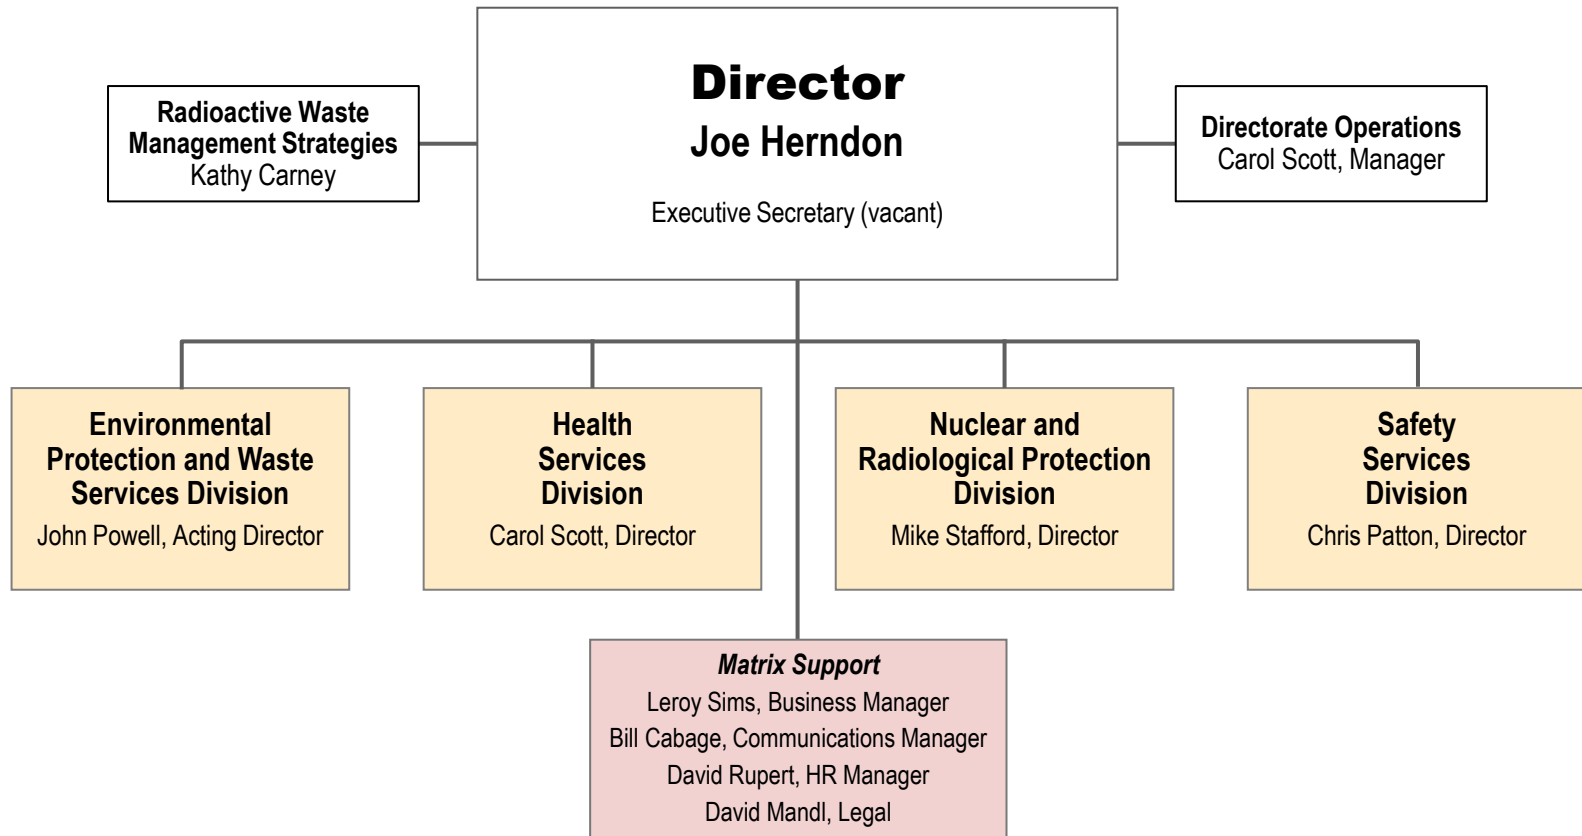 Director
Joe Herndon
Executive Secretary (vacant)
Radioactive Waste
Management Strategies
Kathy Carney
Directorate Operations
Carol Scott, Manager
Environmental
Protection and Waste
Services Division
John Powell, Acting Director
Health
Services
Division
Carol Scott, Director
Nuclear and
Radiological Protection
Division
Mike Stafford, Director
Safety
Services
Division
Chris Patton, Director
Matrix Support
Leroy Sims, Business Manager
Bill Cabage, Communications Manager
David Rupert, HR Manager
David Mandl, Legal